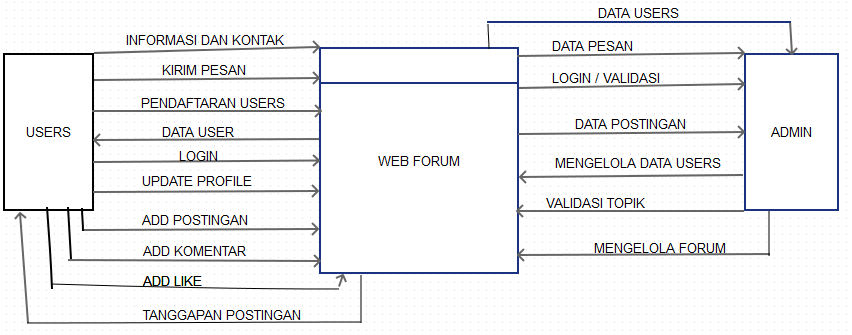 DATA USERS
INFORMASI DAN KONTAK
DATA PESAN
KIRIM PESAN
LOGIN / VALIDASI
PENDAFTARAN USERS
DATA POSTINGAN
USERS
DATA USER
ADMIN
LOGIN
WEB FORUM
MENGELOLA DATA USERS
UPDATE PROFILE
VALIDASI TOPIK
ADD POSTINGAN
ADD KOMENTAR
MENGELOLA FORUM
ADD LIKE
TANGGAPAN POSTINGAN